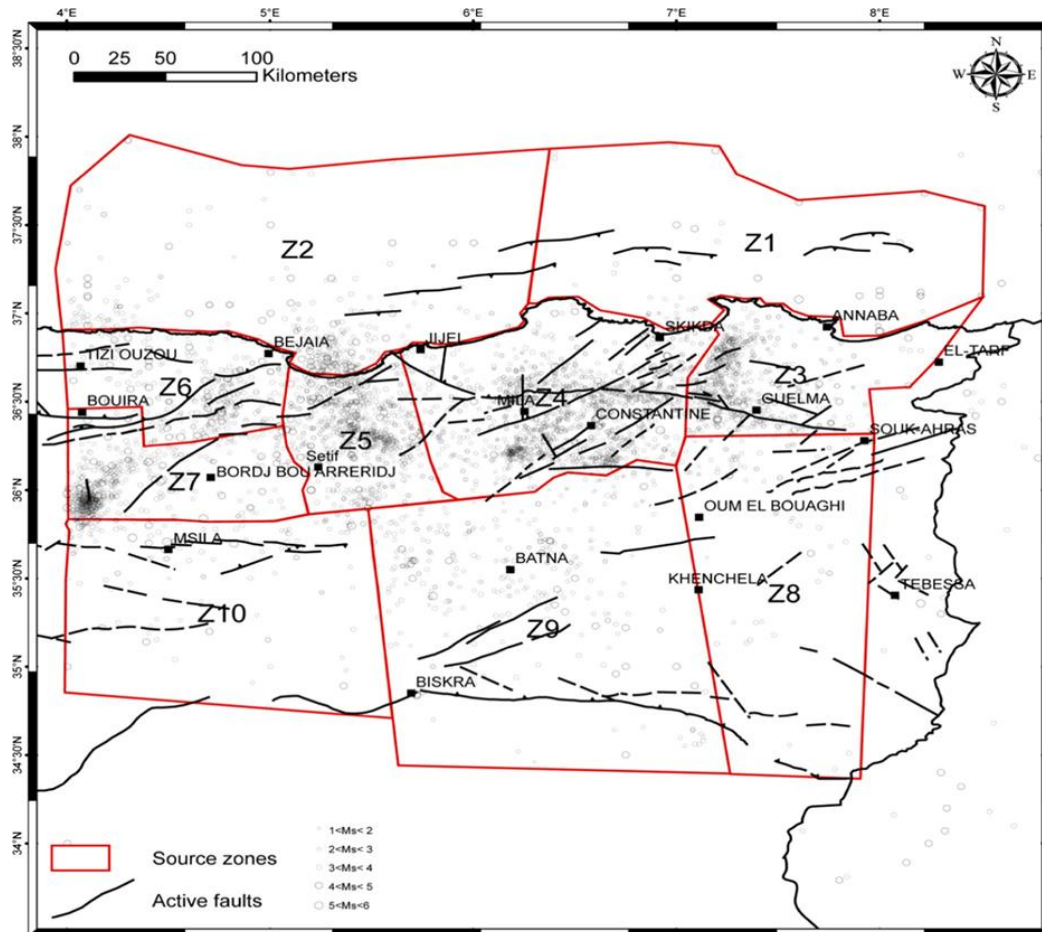 4°E 5°E 6°E 7°E 8°E
38°30'N
0 25 50 100
Kilometers
N
W E
S
38°N
37°30'N
Z2
Z1
37°N
ANNABA
SKIKDA
JIJEL
BEJAIA
TIZI OUZOU
EL-TARF
Z6
Z3
36°30'N
BOUIRA
MILA
Z4
GUELMA
CONSTANTINE
Z5
SOUK-AHRAS
Setif
BORDJ BOU ARRERIDJ
Z7
36°N
OUM EL BOUAGHI
MSILA
BATNA
35°30'N
KHENCHELA
TEBESSA
Z8
Z10
Z9
35°N
BISKRA
34°30'N
34°N
1<Ms< 2
2<Ms< 3
Source zones
3<Ms< 4
4<Ms< 5
Active faults
5<Ms<6